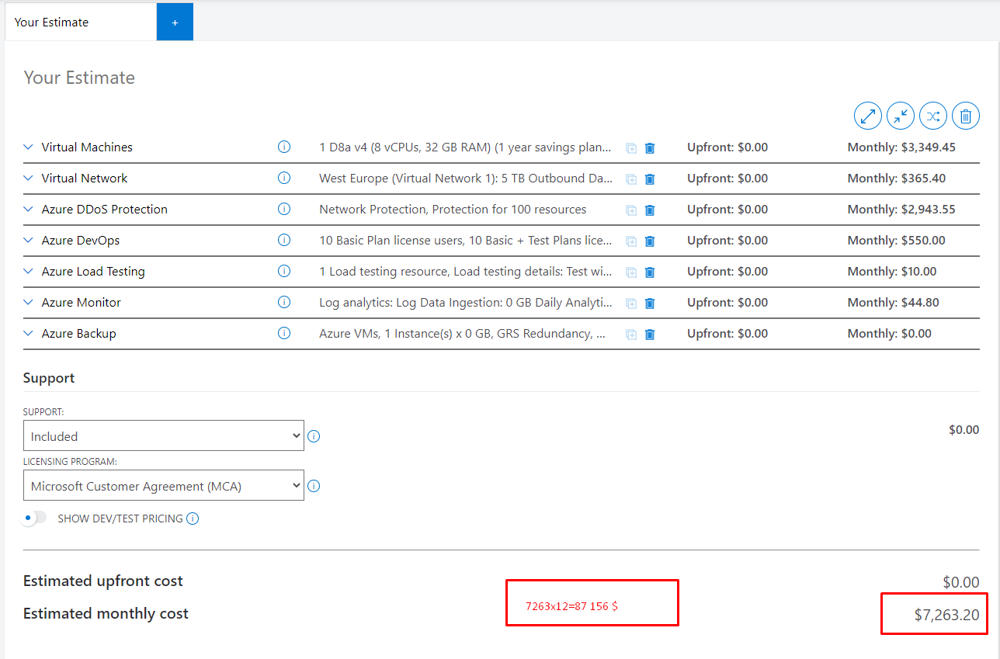 Your Estimate +
Your Estimate
Virtual Machines 1 D8a v4 (8 vCPUs, 32 GB RAM) (1 year savings plan... Upfront: $0.00 Monthly: $3,349.45
Virtual Network West Europe (Virtual Network 1): 5 TB Outbound Da... Upfront: $0.00 Monthly: $365.40
Azure DDoS Protection Network Protection, Protection for 100 resources Upfront: $0.00 Monthly: $2,943.55
Azure DevOps 10 Basic Plan license users, 10 Basic + Test Plans lice... Upfront: $0.00 Monthly: $550.00
Azure Load Testing 1 Load testing resource, Load testing details: Test wi... Upfront: $0.00 Monthly: $10.00
Azure Monitor Log analytics: Log Data Ingestion: 0 GB Daily Analyti... Upfront: $0.00 Monthly: $44.80
Azure Backup Azure VMs, 1 Instance(s) x 0 GB, GRS Redundancy, ... Upfront: $0.00 Monthly: $0.00
Support
SUPPORT:
Included $0.00
LICENSING PROGRAM:
Microsoft Customer Agreement (MCA)
SHOW DEV/TEST PRICING
Estimated upfront cost $0.00
Estimated monthly cost 7263x12=87 156 $ $7,263.20